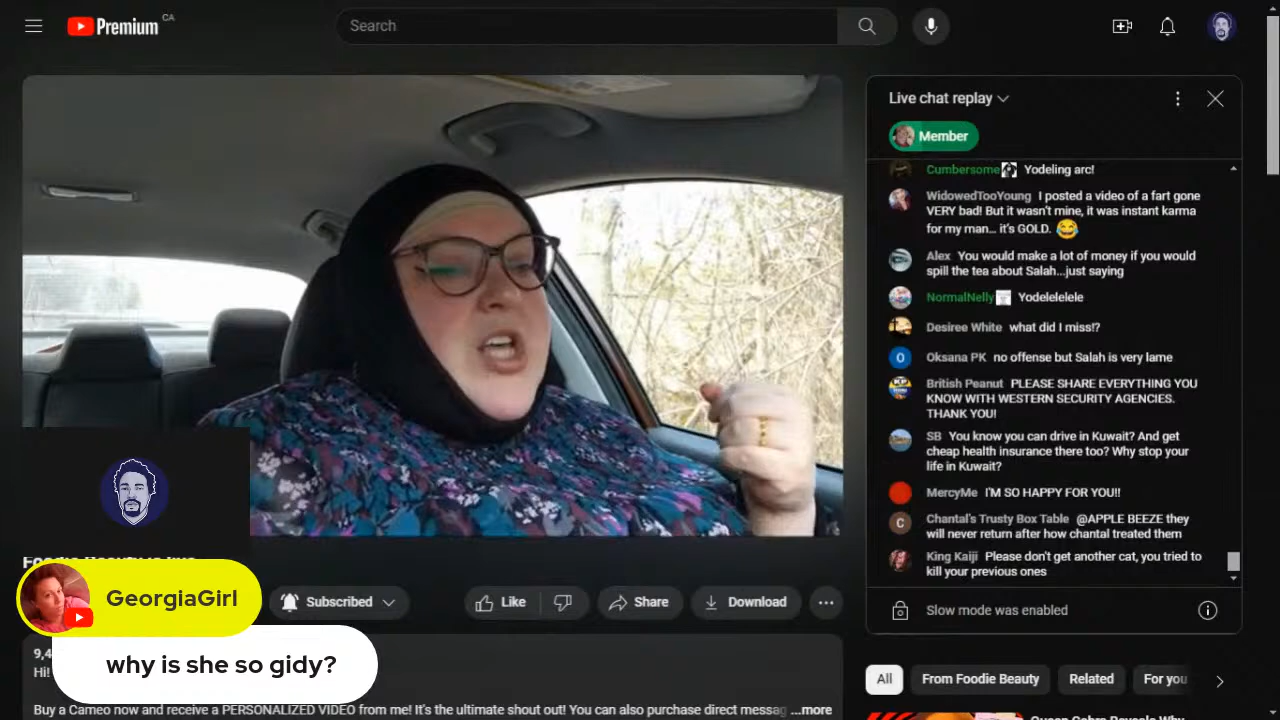 Premium CA
Search
Live chat replay
Member
Cumbersome Yodeling arc!
WidowedTooYoung I posted a video of a fart gone
VERY bad! But it wasn't mine, it was instant karma
for my man... it's GOLD.
Alex You would make a lot of money if you would
spill the tea about Salah...just saying
NormalNelly Yodelelelele
Desiree White what did I miss!?
O
Oksana PK no offense but Salah is very lame
British Peanut PLEASE SHARE EVERYTHING YOU
KNOW WITH WESTERN SECURITY AGENCIES.
THANK YOU!
SB You know you can drive in Kuwait? And get
cheap health insurance there too? Why stop your
life in Kuwait?
MercyMe I'M SO HAPPY FOR YOU!!
C
Chantal's Trusty Box Table @APPLE BEEZE they
will never return after how chantal treated them
King Kaiji Please don't get another cat, you tried to
kill your previous ones
Slow mode was enabled
GeorgiaGirl
why is she so gidy?
Subscribed
Like
Share
Download
9,4
Hi!
Buy a Cameo now and receive a PERSONALIZED VIDEO from me! It's the ultimate shout out! You can also purchase direct messag ...more
All
From Foodie Beauty
Related
For you